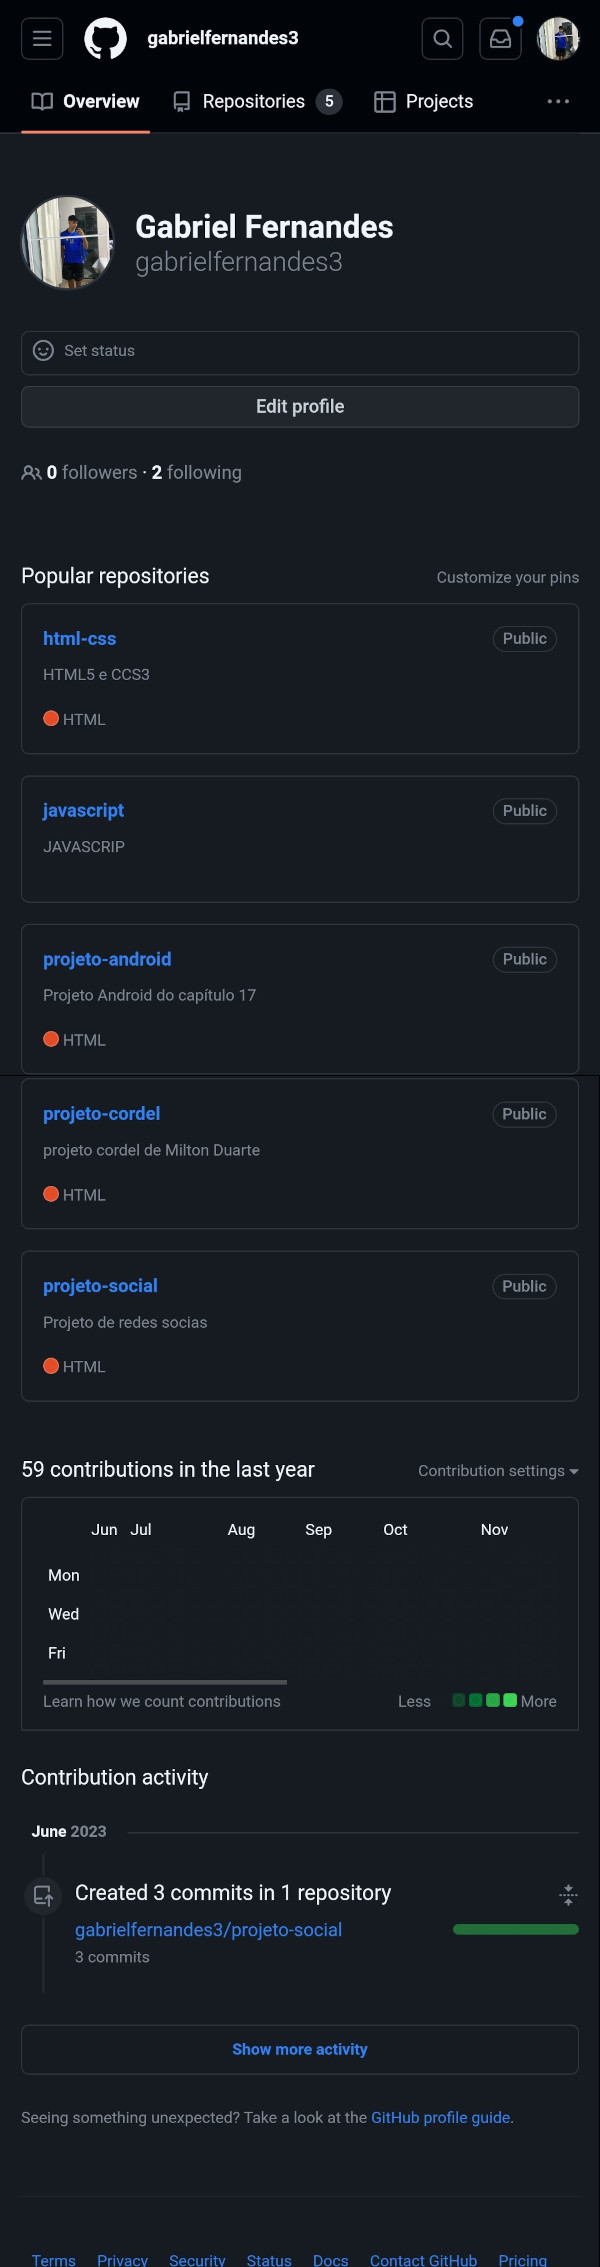 gabrielfernandes3
Overview Repositories 5 Projects
Gabriel Fernandes
gabrielfernandes3
Set status
Edit profile
0 followers · 2 following
Popular repositories Customize your pins
html-css Public
HTML5 e CCS3
HTML
javascript Public
JAVASCRIP
projeto-android Public
Projeto Android do capítulo 17
HTML
projeto-cordel Public
projeto cordel de Milton Duarte
HTML
projeto-social Public
Projeto de redes socias
HTML
59 contributions in the last year Contribution settings
Jun Jul Aug Sep Oct Nov
Mon
Wed
Fri
Learn how we count contributions Less More
Contribution activity
June 2023
Created 3 commits in 1 repository
gabrielfernandes3/projeto-social
3 commits
Show more activity
Seeing something unexpected? Take a look at the GitHub profile guide.
Terms Privacy Security Status Docs Contact GitHub Pricing